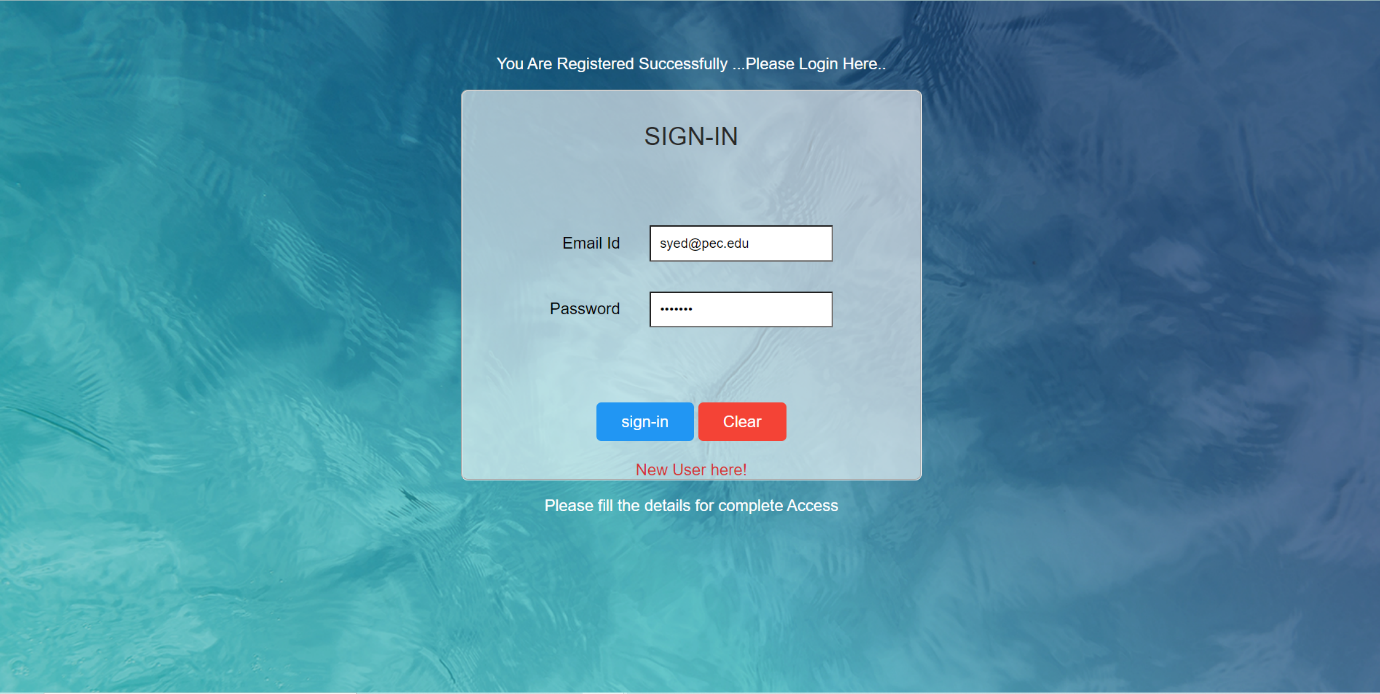 You Are Registered Successfully ...Please Login Here..
SIGN-IN
Email Id syed@pec.edu
Password •••••••
sign-in Clear
New User here!
Please fill the details for complete Access